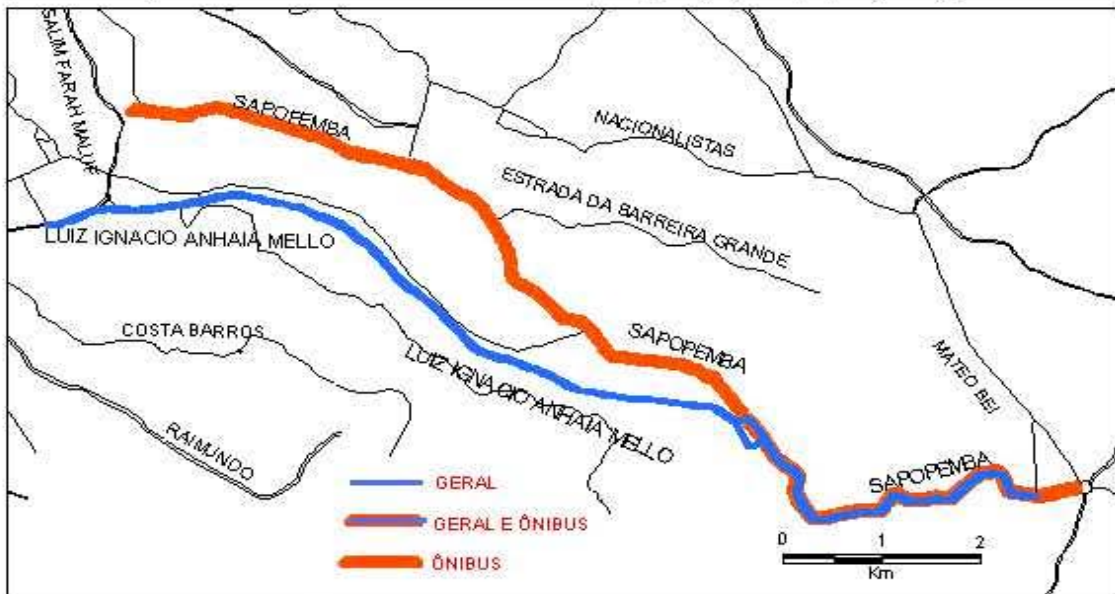 SALIM FARAH MALUF
SAPOPEMBA
NACIONALISTAS
ESTRADA DA BARREIRA GRANDE
LUIZ IGNACIO ANHAIA MELLO
COSTA BARROS
SAPOPEMBA
LUIZ IGNACIO ANHAIA MELLO
MATEO BEI
RAIMUNDO
SAPOPEMBA
GERAL
GERAL E ÔNIBUS
ÔNIBUS
0 1 2
Km